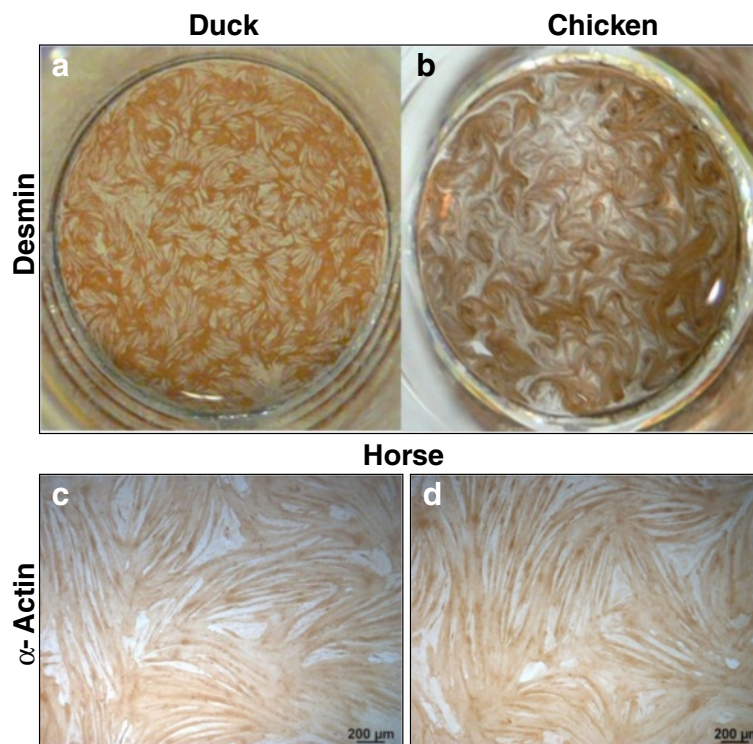 Duck Chicken
Desmin
a b
Horse
α- Actin
c d
200 µm 200 µm